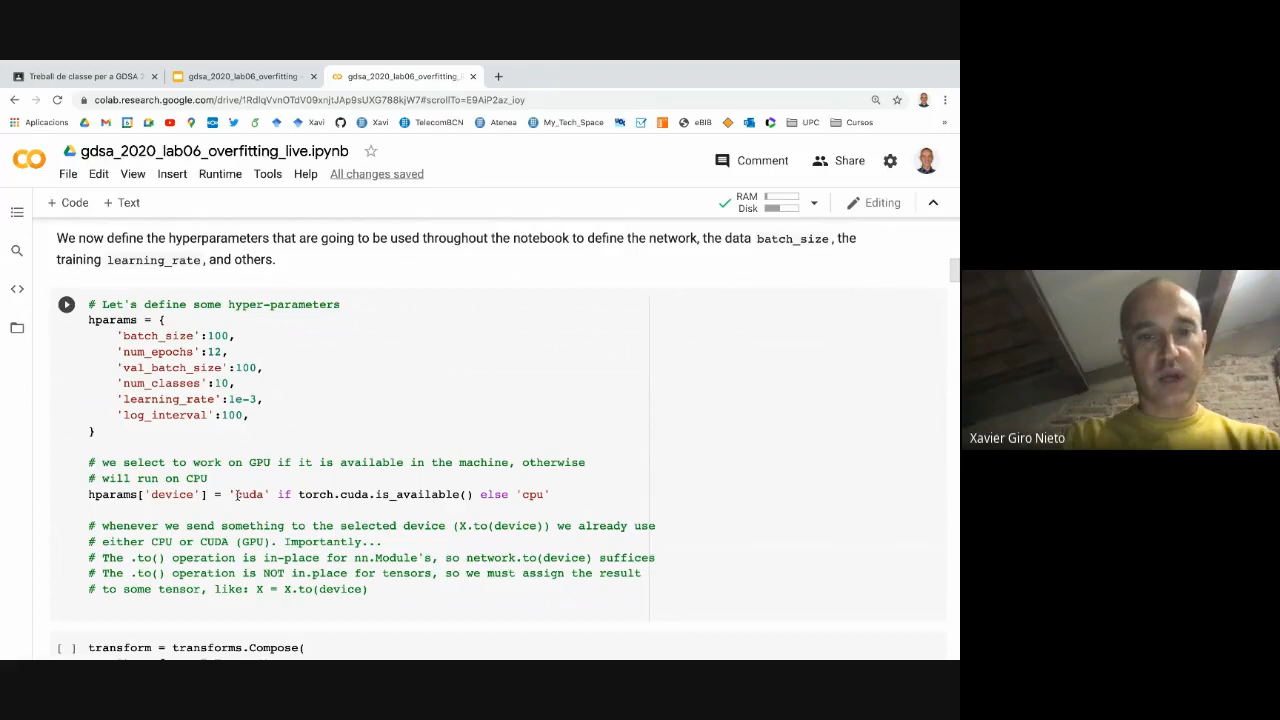 Treball de classe per a GDSA 2
gdsa_2020_lab06_overfitting -
gdsa_2020_lab06_overfitting_
colab.research.google.com/drive/1RdlqVvnOTdV09xnjtJAp9sUXG788kjW7#scrollTo=E9AiP2az_ioy
Aplicacions
Xavi
Xavi
TelecomBCN
Atenea
My_Tech_Space
eBIB
UPC
Cursos
»
CO gdsa_2020_lab06_overfitting_live.ipynb
Comment
Share
File Edit View Insert Runtime Tools Help All changes saved
+ Code + Text
RAM
Disk
Editing
We now define the hyperparameters that are going to be used throughout the notebook to define the network, the data batch_size, the
training learning_rate, and others.
# Let's define some hyper-parameters
hparams = {
'batch_size':100,
'num_epochs':12,
'val_batch_size':100,
'num_classes':10,
'learning_rate':1e-3,
'log_interval':100,
}
# we select to work on GPU if it is available in the machine, otherwise
# will run on CPU
hparams['device'] = 'cuda' if torch.cuda.is_available() else 'cpu'
# whenever we send something to the selected device (X.to(device)) we already use
# either CPU or CUDA (GPU). Importantly...
# The .to() operation is in-place for nn.Module's, so network.to(device) suffices
# The .to() operation is NOT in.place for tensors, so we must assign the result
# to some tensor, like: X = X.to(device)
[ ] transform = transforms.Compose(
Xavier Giro Nieto